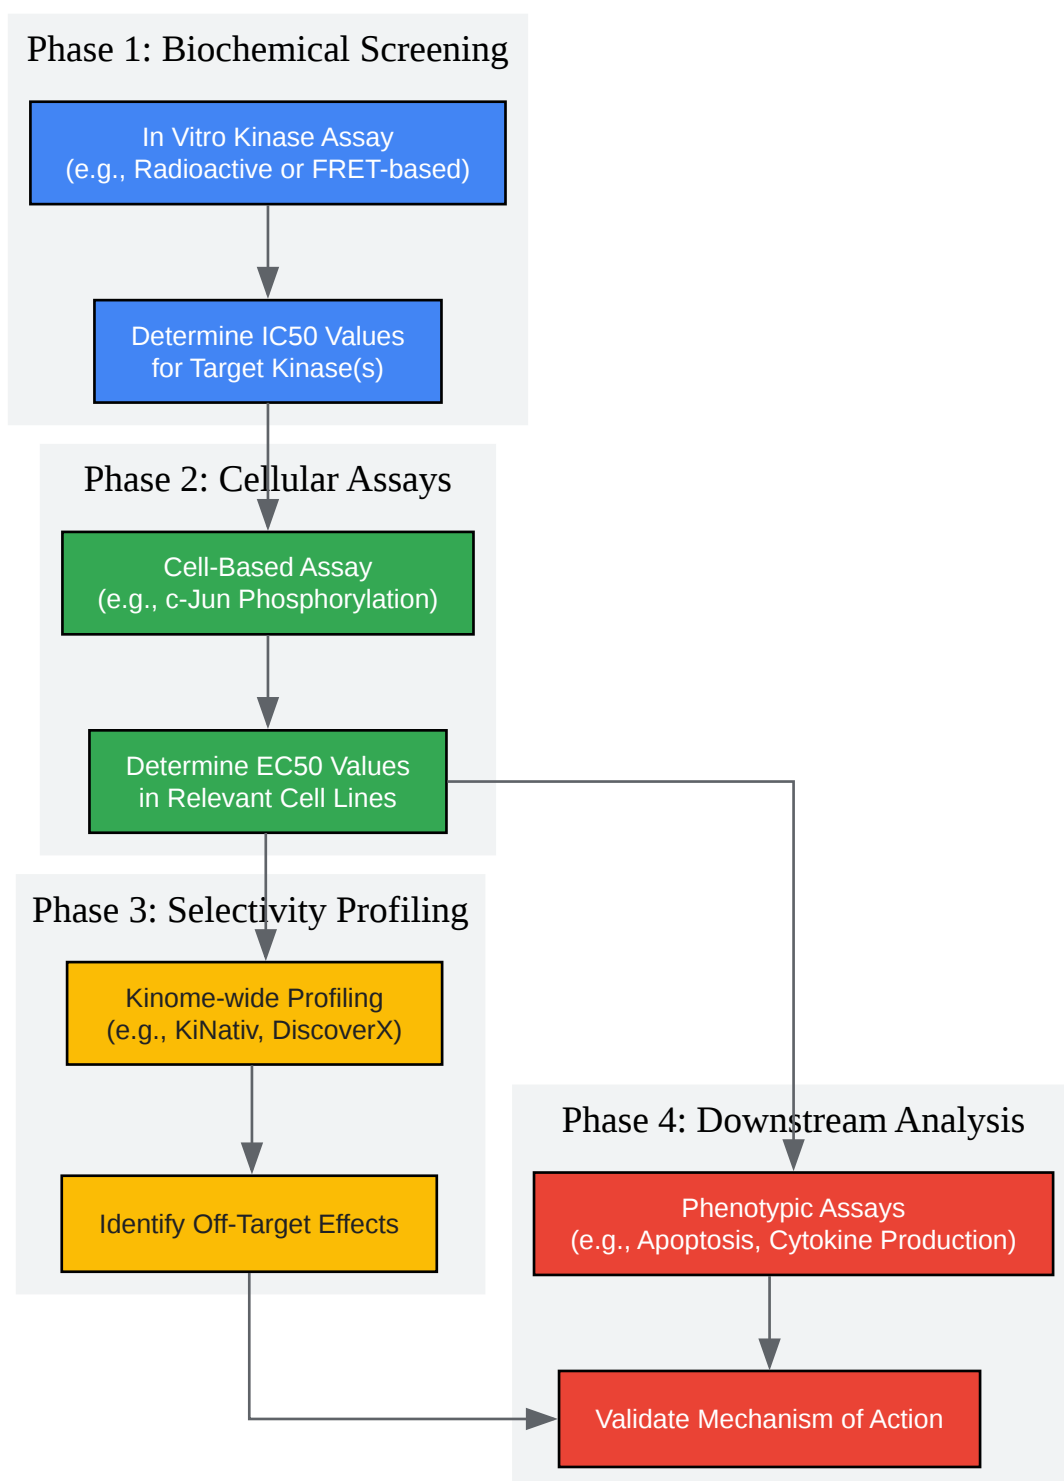 Phase 1: Biochemical Screening
In Vitro Kinase Assay
(e.g., Radioactive or FRET-based)
Determine IC50 Values
for Target Kinase(s)
Phase 2: Cellular Assays
Cell-Based Assay
(e.g., c-Jun Phosphorylation)
Determine EC50 Values
in Relevant Cell Lines
Phase 3: Selectivity Profiling
Kinome-wide Profiling
(e.g., KiNativ, DiscoverX)
Identify Off-Target Effects
Phase 4: Downstream Analysis
Phenotypic Assays
(e.g., Apoptosis, Cytokine Production)
Validate Mechanism of Action